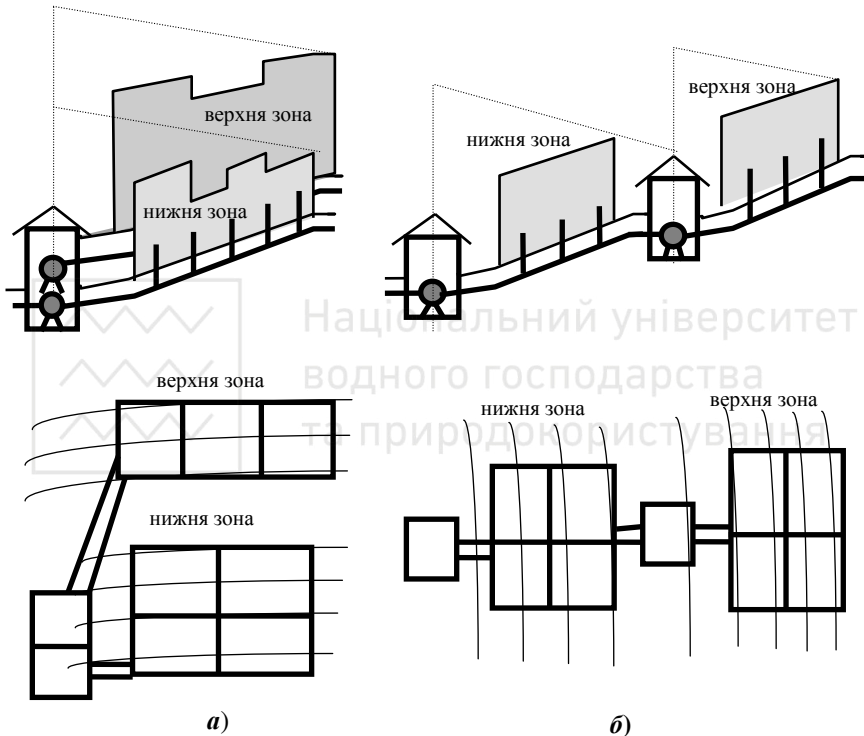 верхня зона
нижня зона
нижня зона
верхня зона
Національний університет
водного господарства
та природокористування
верхня зона
нижня зона
нижня зона
верхня зона
а)
б)